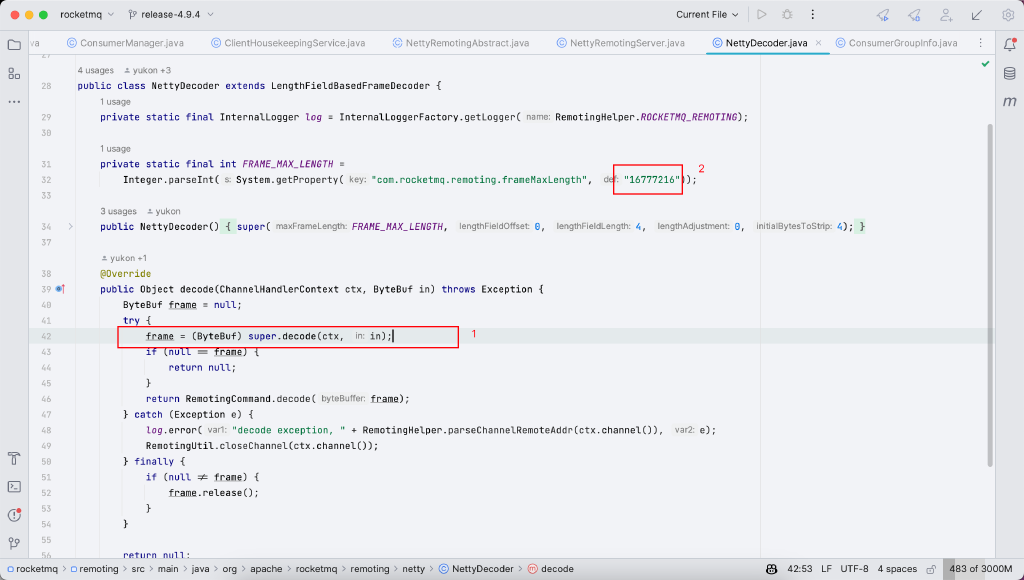 rocketmq release-4.9.4 Current File
va ConsumerManager.java ClientHousekeepingService.java NettyRemotingAbstract.java NettyRemotingServer.java NettyDecoder.java ConsumerGroupInfo.java
27
4 usages yukon +3
28 public class NettyDecoder extends LengthFieldBasedFrameDecoder {
1 usage
29 private static final InternalLogger log = InternalLoggerFactory.getLogger( name: RemotingHelper.ROCKETMQ_REMOTING);
30
1 usage
31 private static final int FRAME_MAX_LENGTH =
32 Integer.parseInt( s: System.getProperty( key: "com.rocketmq.remoting.frameMaxLength", def: "16777216")); 2
33
3 usages yukon
34 public NettyDecoder() { super( maxFrameLength: FRAME_MAX_LENGTH, lengthFieldOffset: 0, lengthFieldLength: 4, lengthAdjustment: 0, initialBytesToStrip: 4); }
37
yukon +1
38 @Override
39 public Object decode(ChannelHandlerContext ctx, ByteBuf in) throws Exception {
40 ByteBuf frame = null;
41 try {
42 frame = (ByteBuf) super.decode(ctx, in: in); 1
43 if (null == frame) {
44 return null;
45 }
46 return RemotingCommand.decode( byteBuffer: frame);
47 } catch (Exception e) {
48 log.error( var1: "decode exception, " + RemotingHelper.parseChannelRemoteAddr(ctx.channel()), var2: e);
49 RemotingUtil.closeChannel(ctx.channel());
50 } finally {
51 if (null ≠ frame) {
52 frame.release();
53 }
54 }
55
56 return null;
rocketmq > remoting > src > main > java > org > apache > rocketmq > remoting > netty > NettyDecoder > decode 42:53 LF UTF-8 4 spaces 483 of 3000M